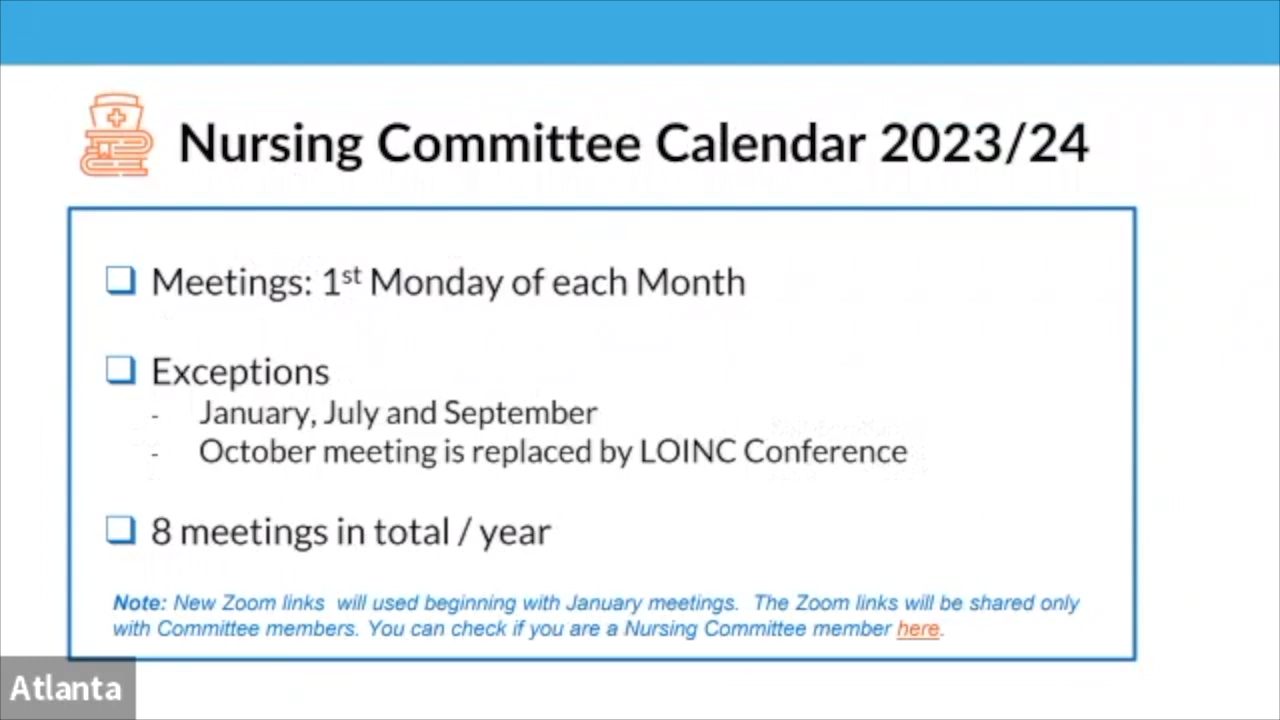 Nursing Committee Calendar 2023/24
Meetings: 1st Monday of each Month
Exceptions
- January, July and September
- October meeting is replaced by LOINC Conference
8 meetings in total / year
Note: New Zoom links will used beginning with January meetings. The Zoom links will be shared only
with Committee members. You can check if you are a Nursing Committee member here.
Atlanta